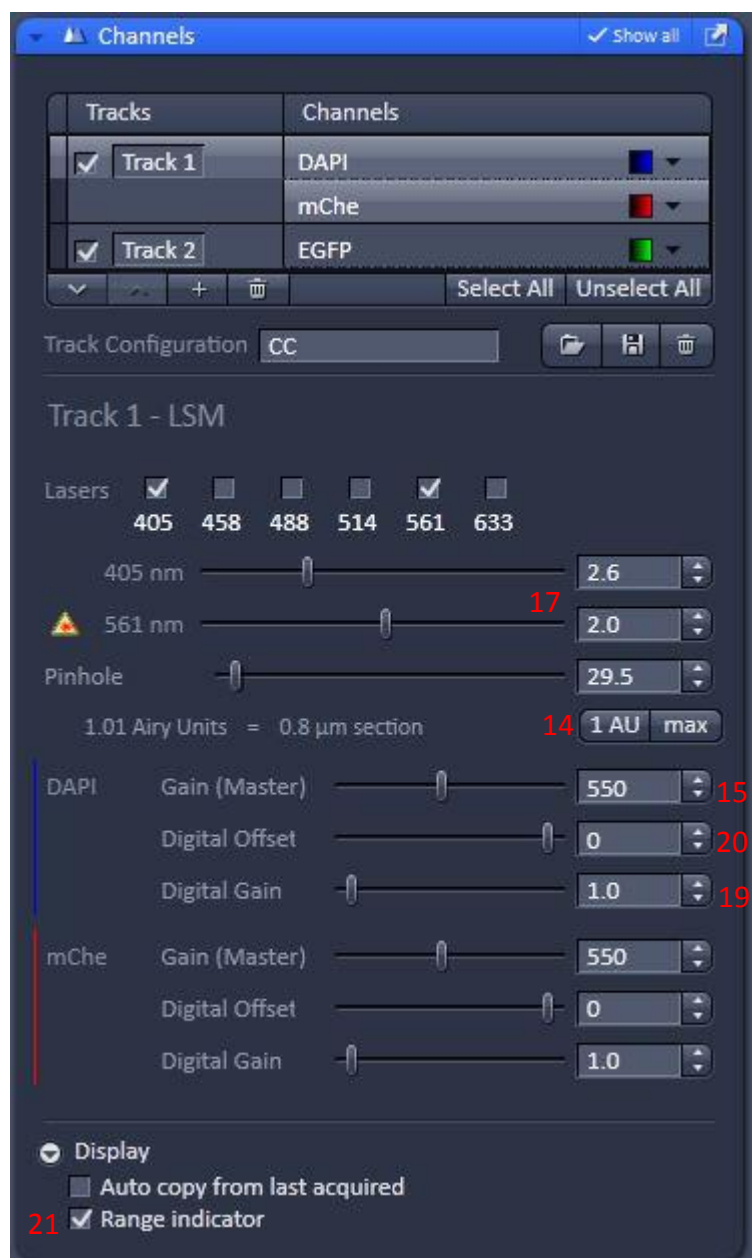 Channels Show all
Tracks Channels
Track 1 DAPI
mChe
Track 2 EGFP
+ Select All Unselect All
Track Configuration CC
Track 1 - LSM
Lasers
405 458 488 514 561 633
405 nm 2.6
561 nm 17 2.0
Pinhole 29.5
1.01 Airy Units = 0.8 µm section 14 1 AU max
DAPI Gain (Master) 550 15
Digital Offset 0 20
Digital Gain 1.0 19
mChe Gain (Master) 550
Digital Offset 0
Digital Gain 1.0
Display
Auto copy from last acquired
21 Range indicator